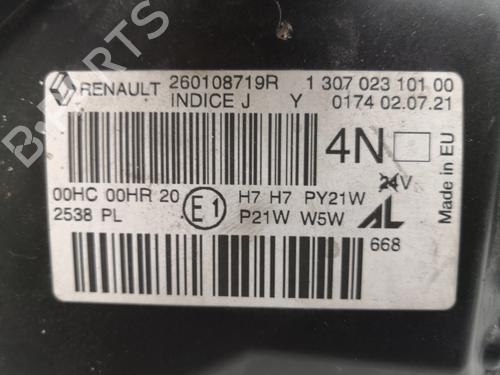 RENAULT 260108719R 1 307 023 101 00
INDICE J Y 0174 02.07.21
4N
24V
Made in EU
00HC 00HR 20 E1 H7 H7 PY21W
2538 PL P21W W5W AL
668
B-PARTS